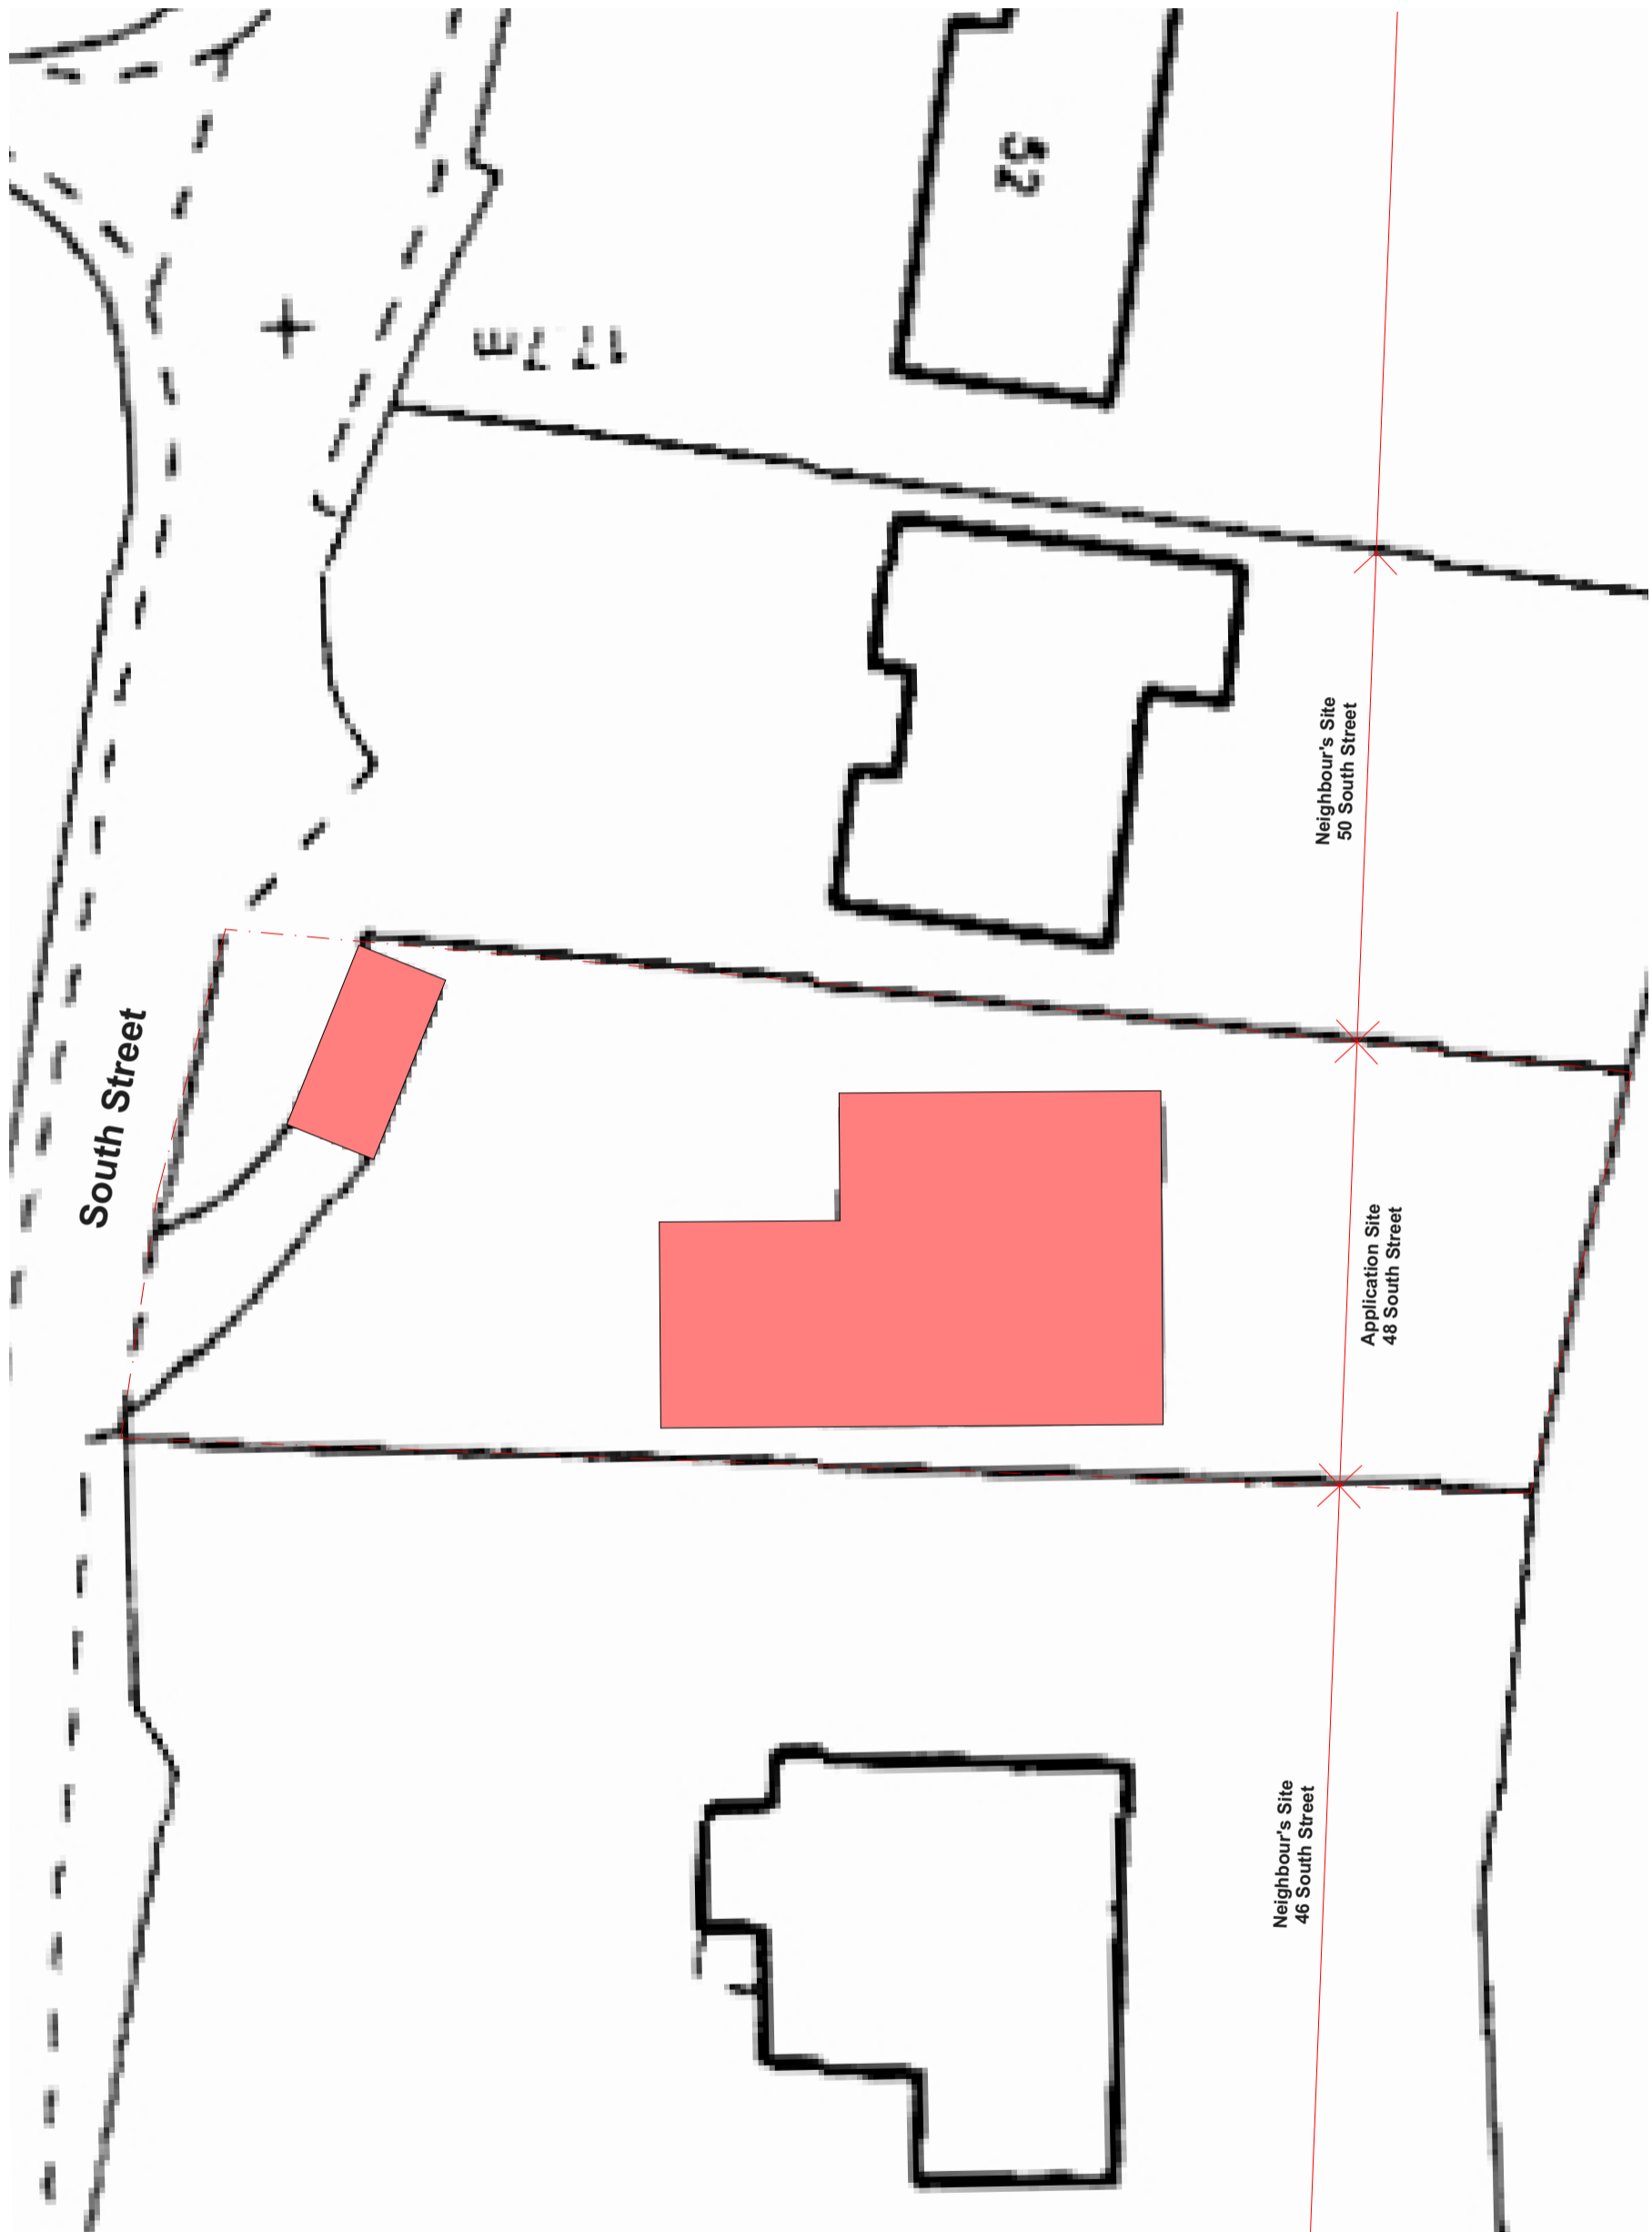 52
17.7m
Neighbour's Site
50 South Street
South Street
Application Site
48 South Street
Neighbour's Site
46 South Street